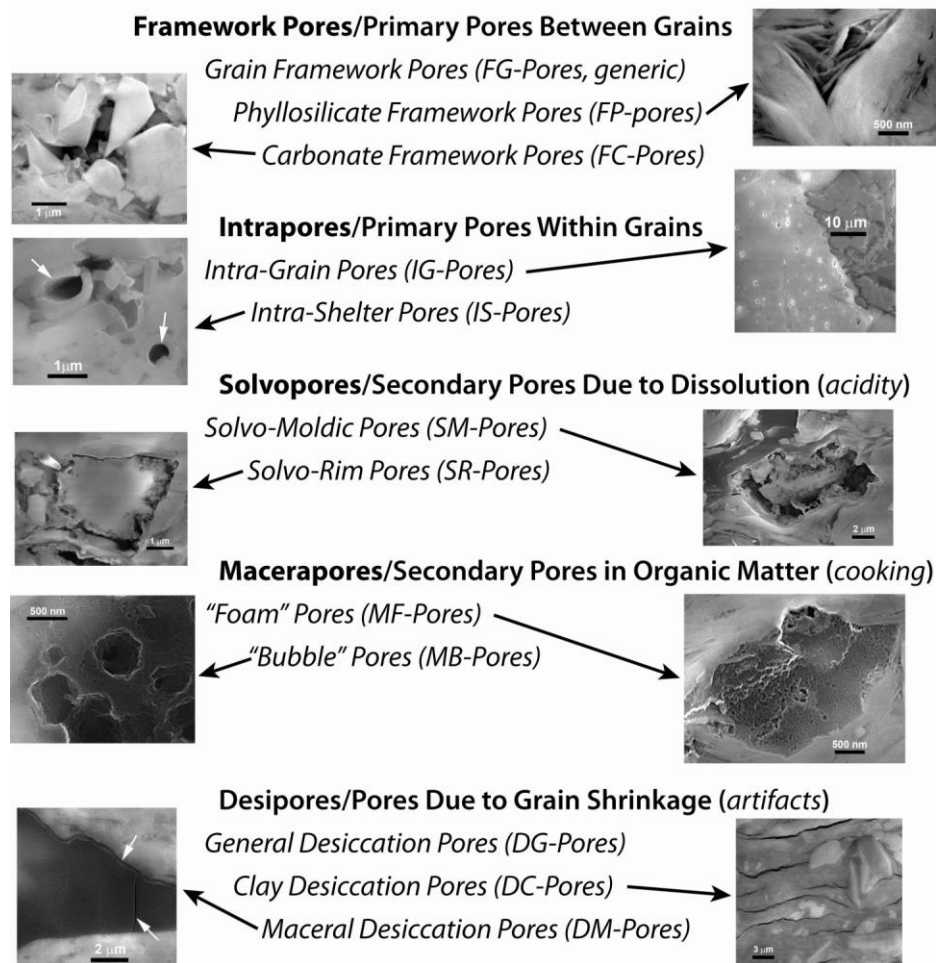 Framework Pores/Primary Pores Between Grains
Grain Framework Pores (FG-Pores, generic)
Phyllosilicate Framework Pores (FP-pores)
500 nm
Carbonate Framework Pores (FC-Pores)
1 µm
Intrapores/Primary Pores Within Grains
10 µm
Intra-Grain Pores (IG-Pores)
Intra-Shelter Pores (IS-Pores)
1µm
Solvopores/Secondary Pores Due to Dissolution (acidity)
Solvo-Moldic Pores (SM-Pores)
Solvo-Rim Pores (SR-Pores)
1 µm
2 µm
Macerapores/Secondary Pores in Organic Matter (cooking)
500 nm
“Foam” Pores (MF-Pores)
“Bubble” Pores (MB-Pores)
500 nm
Desipores/Pores Due to Grain Shrinkage (artifacts)
General Desiccation Pores (DG-Pores)
Clay Desiccation Pores (DC-Pores)
Maceral Desiccation Pores (DM-Pores)
2 µm
3 µm